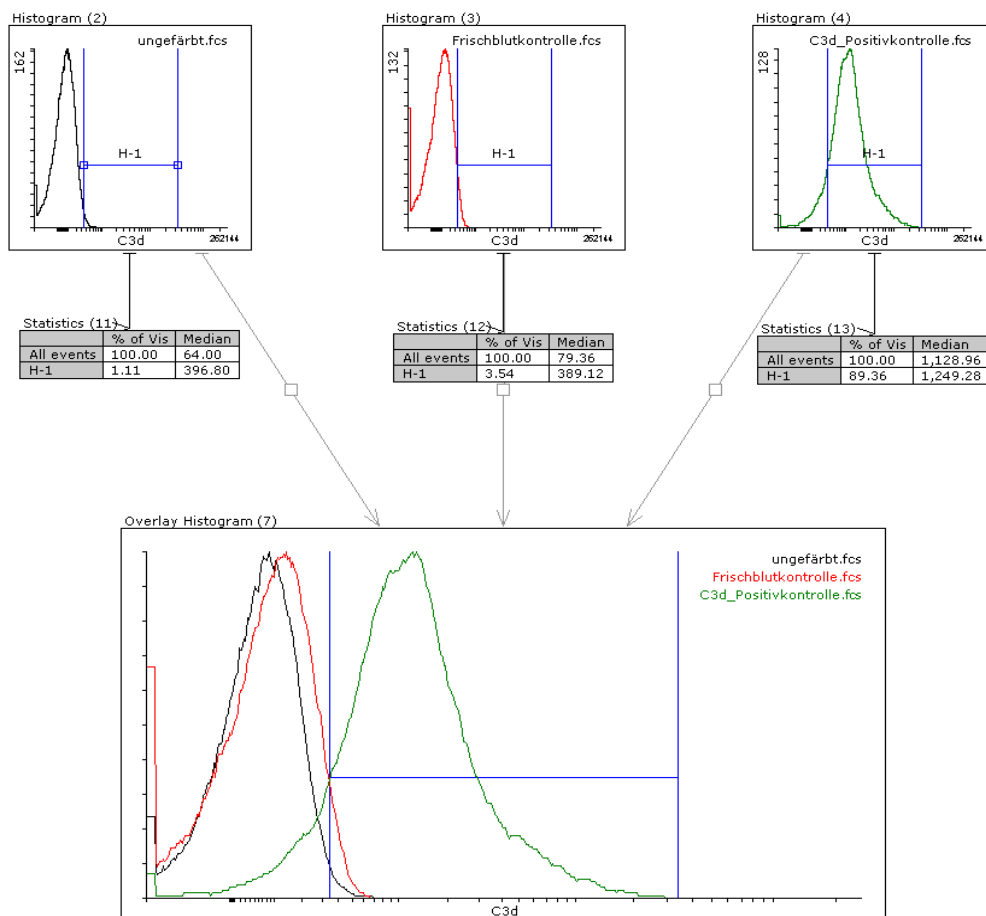 Histogram (2)
ungefärbt.fcs
162
H-1
C3d
262144
Histogram (3)
Frischblutkontrolle.fcs
132
H-1
C3d
262144
Histogram (4)
C3d_Positivkontrolle.fcs
128
H-1
C3d
262144
Statistics (11)
% of Vis Median
All events 100.00 64.00
H-1 1.11 396.80
Statistics (12)
% of Vis Median
All events 100.00 79.36
H-1 3.54 389.12
Statistics (13)
% of Vis Median
All events 100.00 1,128.96
H-1 89.36 1,249.28
Overlay Histogram (7)
ungefärbt.fcs
Frischblutkontrolle.fcs
C3d_Positivkontrolle.fcs
C3d